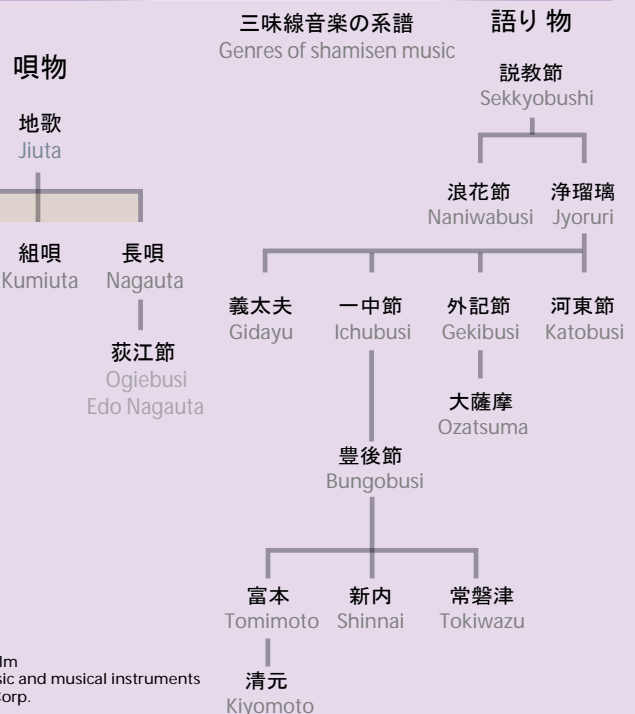 三味線音楽の系譜
Genres of shamisen music
語り物
唄物
説教節
Sekkyobushi
地歌
Jiuta
浪花節
Naniwabusi
浄瑠璃
Jyoruri
組唄
Kumiuta
長唄
Nagauta
義太夫
Gidayu
一中節
Ichubusi
外記節
Gekibusi
河東節
Katobusi
荻江節
Ogiebusi
Edo Nagauta
大薩摩
Ozatsuma
豊後節
Bungobusi
富本
Tomimoto
新内
Shinnai
常磐津
Tokiwazu
清元
Kiyomoto
and musical instruments
Corp.